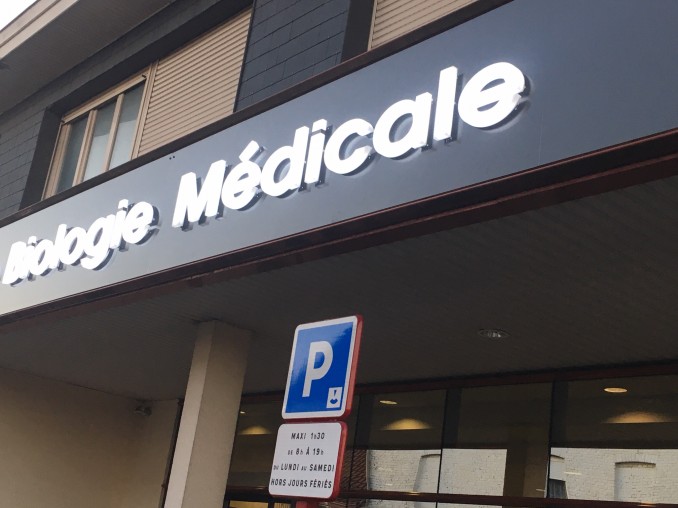 Biologie Médicale
P
MAXI 1h30
DE 8h À 19h
DU LUNDI AU SAMEDI
HORS JOURS FÉRIÉS